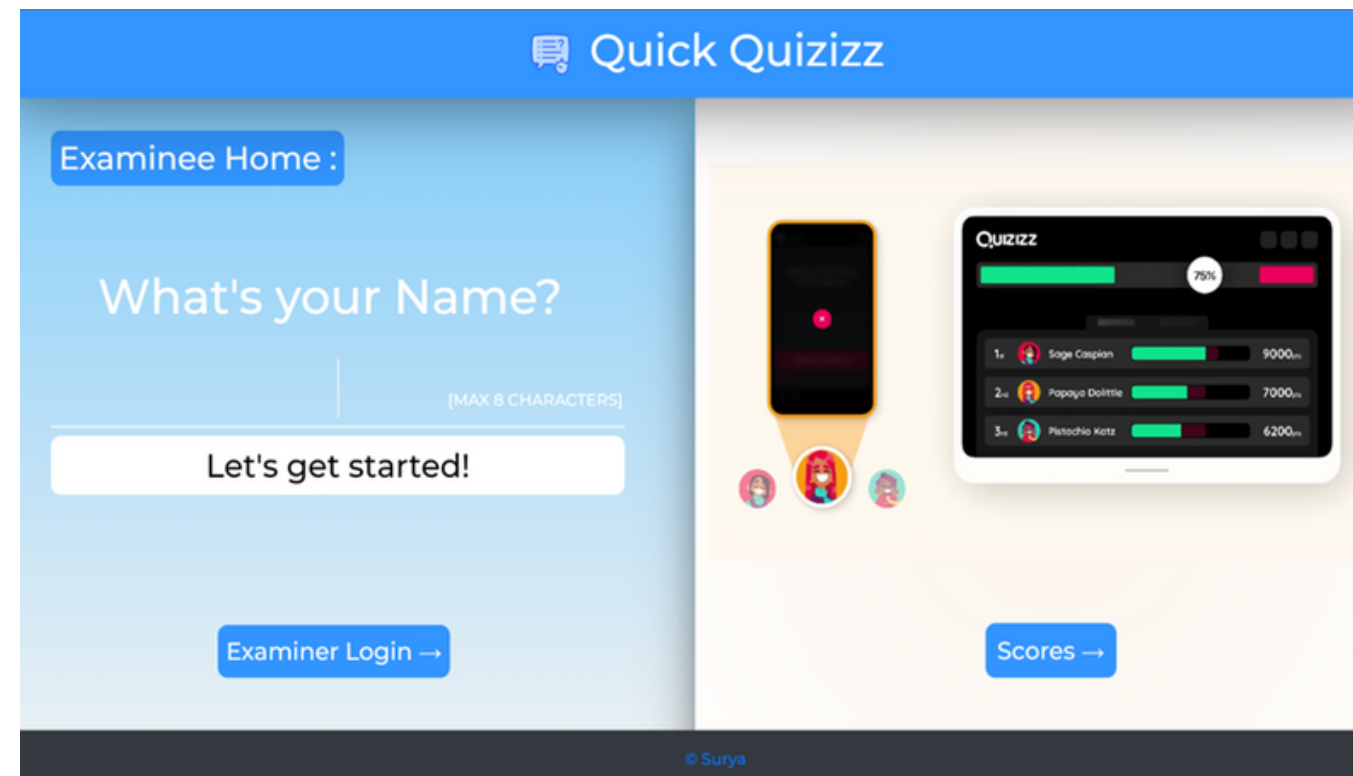 Quick Quizizz
Examinee Home :
What's your Name?
[MAX 8 CHARACTERS]
Let's get started!
Examiner Login →
Quizizz
75%
1st Sage Caspian 9000pts
2nd Papaya Dolittle 7000pts
3rd Pistachio Katz 6200pts
Scores →
© Surya